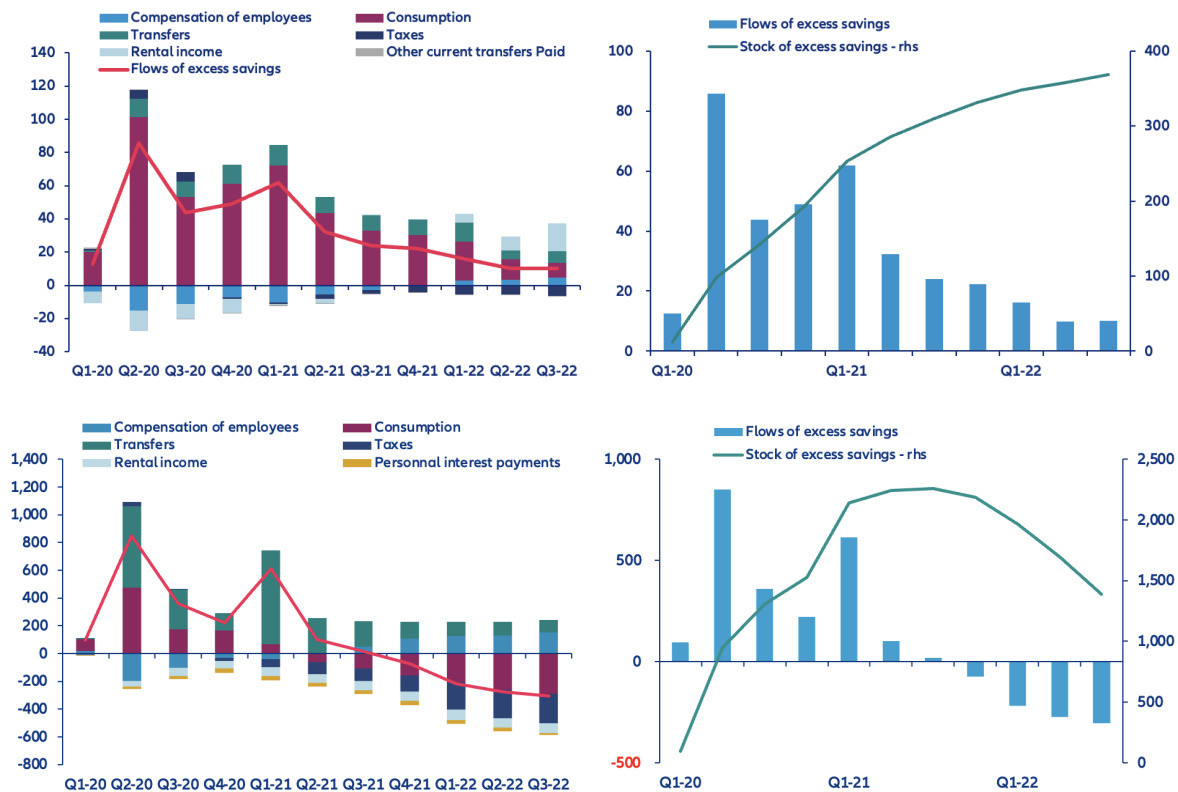 Compensation of employees Consumption
Transfers Taxes
Rental income Other current transfers Paid
Flows of excess savings
140
120
100
80
60
40
20
0
-20
-40
Q1-20 Q2-20 Q3-20 Q4-20 Q1-21 Q2-21 Q3-21 Q4-21 Q1-22 Q2-22 Q3-22
Flows of excess savings
Stock of excess savings - rhs
100 400
80 300
60
40 200
20 100
0 0
Q1-20 Q1-21 Q1-22
Compensation of employees Consumption
Transfers Taxes
Rental income Personnal interest payments
1,400
1,200
1,000
800
600
400
200
0
-200
-400
-600
-800
Q1-20 Q2-20 Q3-20 Q4-20 Q1-21 Q2-21 Q3-21 Q4-21 Q1-22 Q2-22 Q3-22
Flows of excess savings
Stock of excess savings - rhs
1,000 2,500
2,000
500 1,500
0 1,000
500
-500 0
Q1-20 Q1-21 Q1-22